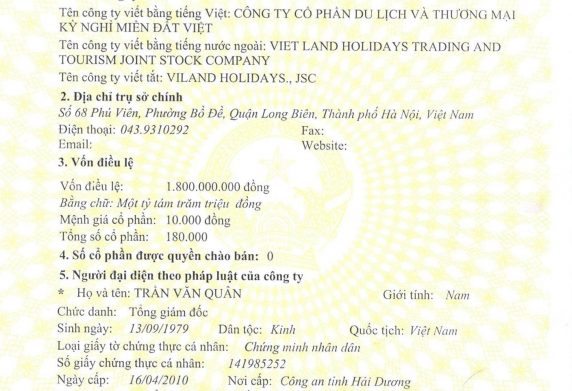 Tên công ty viết bằng tiếng Việt: CÔNG TY CỔ PHẦN DU LỊCH VÀ THƯƠNG MẠI
KỲ NGHỈ MIỀN ĐẤT VIỆT
Tên công ty viết bằng tiếng nước ngoài: VIET LAND HOLIDAYS TRADING AND
TOURISM JOINT STOCK COMPANY
Tên công ty viết tắt: VILAND HOLIDAYS., JSC
2. Địa chỉ trụ sở chính
Số 68 Phú Viên, Phường Bồ Đề, Quận Long Biên, Thành phố Hà Nội, Việt Nam
Điện thoại: 043.9310292 Fax:
Email: Website:
3. Vốn điều lệ
Vốn điều lệ: 1.800.000.000 đồng
Bằng chữ: Một tỷ tám trăm triệu đồng
Mệnh giá cổ phần: 10.000 đồng
Tổng số cổ phần: 180.000
4. Số cổ phần được quyền chào bán: 0
5. Người đại diện theo pháp luật của công ty
* Họ và tên: TRẦN VĂN QUÂN Giới tính: Nam
Chức danh: Tổng giám đốc
Sinh ngày: 13/09/1979 Dân tộc: Kinh Quốc tịch: Việt Nam
Loại giấy tờ chứng thực cá nhân: Chứng minh nhân dân
Số giấy chứng thực cá nhân: 141985252
Ngày cấp: 16/04/2010 Nơi cấp: Công an tỉnh Hải Dương